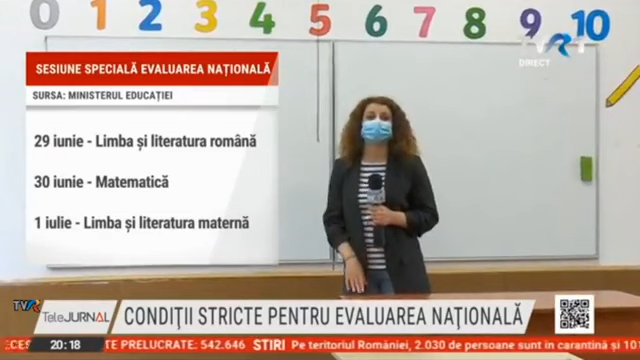 0 1 2 3 4 5 6 7 8 9 10
TVR1
DIRECT
SESIUNE SPECIALĂ EVALUAREA NAȚIONALĂ
SURSA: MINISTERUL EDUCAȚIEI
29 iunie - Limba și literatura română
30 iunie - Matematică
1 iulie - Limba și literatura maternă
TVR
TeleJURNAL
CONDIŢII STRICTE PENTRU EVALUAREA NAŢIONALĂ
20:18
TE PRELUCRATE: 542.646 ȘTIRI Pe teritoriul României, 2.030 de persoane sunt în carantină și 10